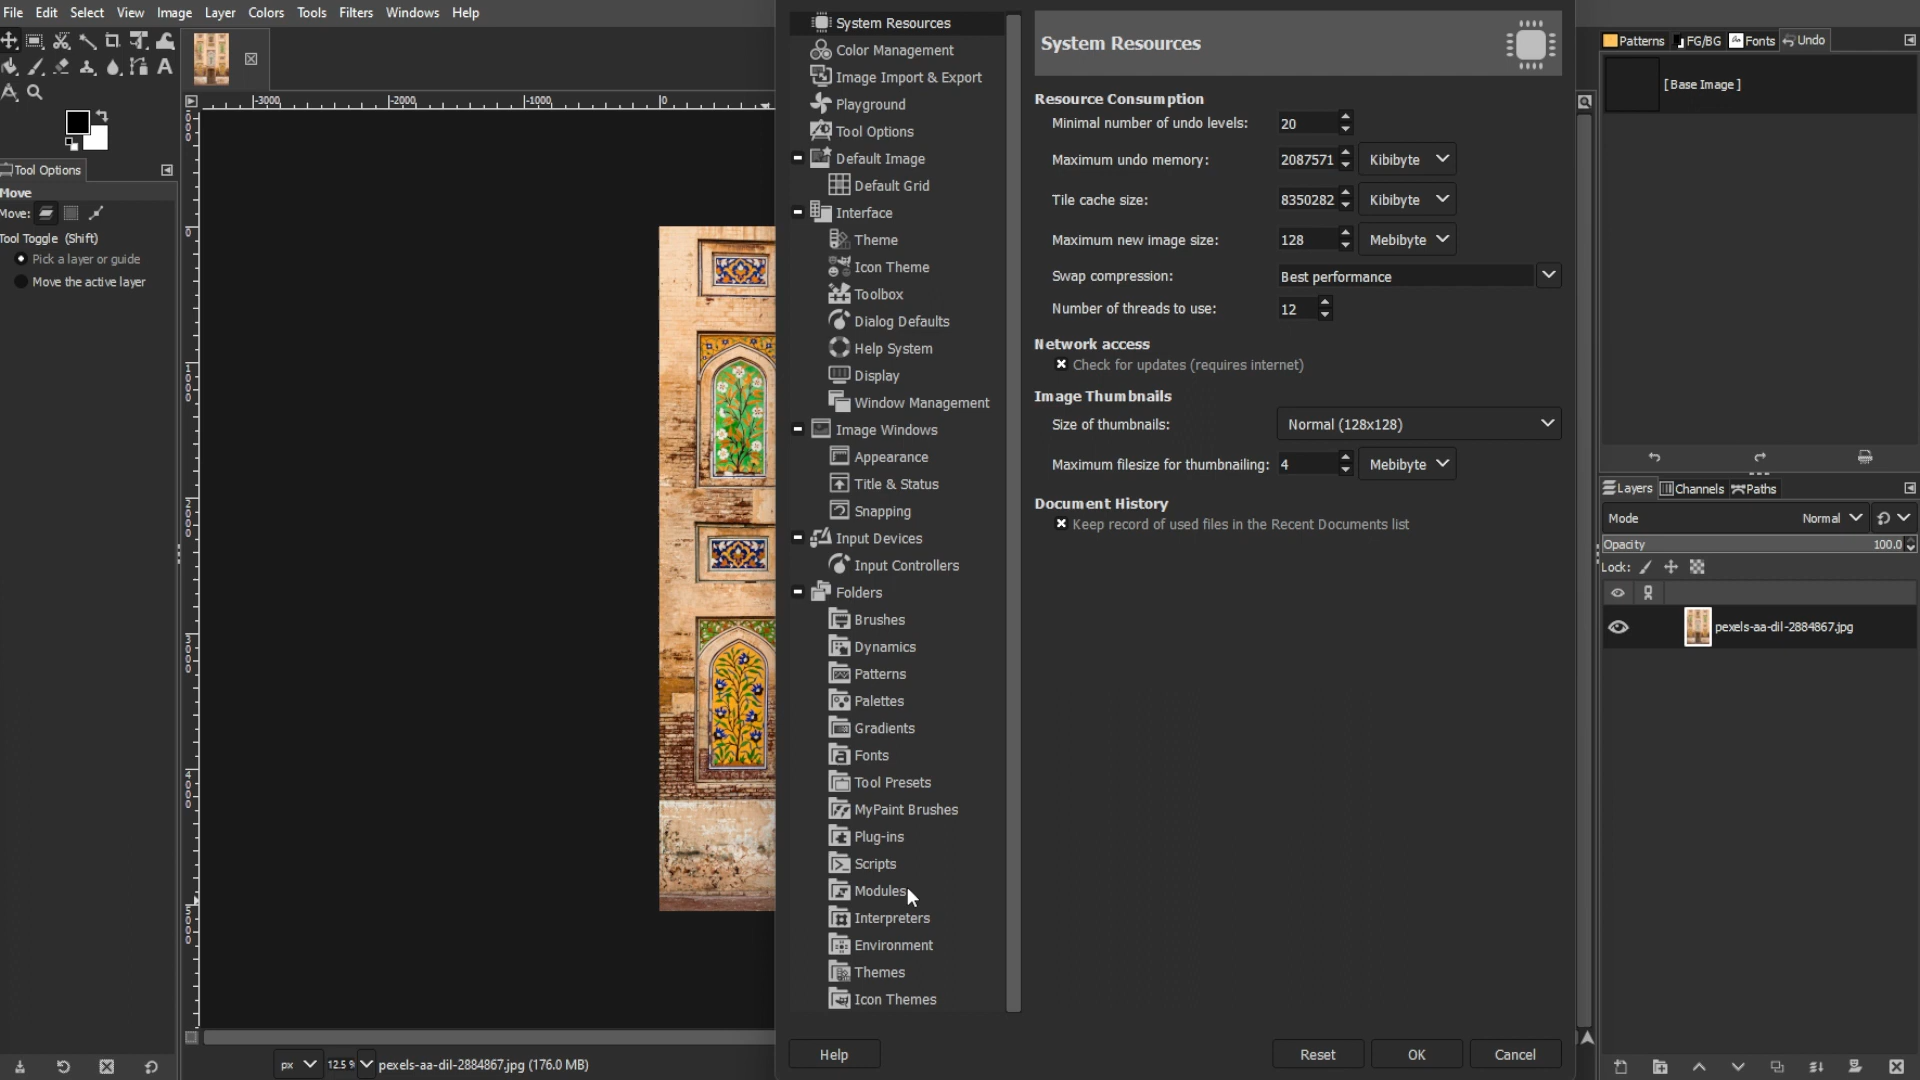 File Edit View Image Layer Colors Tools Filters Windows Help
Tool Options
Move
Move:
Tool Toggle (Shift)
Pick a layer or guide
Move the active layer
-3000 -2000 -1000 0
0
1000
2000
3000
4000
5000
px 12.5 % pexels-aa-dil-2884867.jpg (176.0 MB)
System Resources
Color Management
Image Import & Export
Playground
Tool Options
Default Image
Default Grid
Interface
Theme
Icon Theme
Toolbox
Dialog Defaults
Help System
Display
Window Management
Image Windows
Appearance
Title & Status
Snapping
Input Devices
Input Controllers
Folders
Brushes
Dynamics
Patterns
Palettes
Gradients
Fonts
Tool Presets
MyPaint Brushes
Plug-ins
Scripts
Modules
Interpreters
Environment
Themes
Icon Themes
System Resources
Resource Consumption
Minimal number of undo levels: 20
Maximum undo memory: 2087571 Kibibyte
Tile cache size: 8350282 Kibibyte
Maximum new image size: 128 Mebibyte
Swap compression: Best performance
Number of threads to use: 12
Network access
Check for updates (requires internet)
Image Thumbnails
Size of thumbnails: Normal (128x128)
Maximum filesize for thumbnailing: 4 Mebibyte
Document History
Keep record of used files in the Recent Documents list
Help Reset OK Cancel
Patterns FG/BG Fonts Undo
[ Base Image ]
Layers Channels Paths
Mode Normal
Opacity 100.0
Lock:
pexels-aa-dil-2884867.jpg